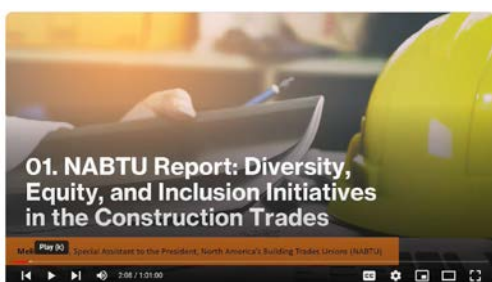 01. NABTU Report: Diversity,
Equity, and Inclusion Initiatives
in the Construction Trades
Play (k) Special Assistant to the President, North America's Building Trades Unions (NABTU)
2:08 / 1:01:00
CC